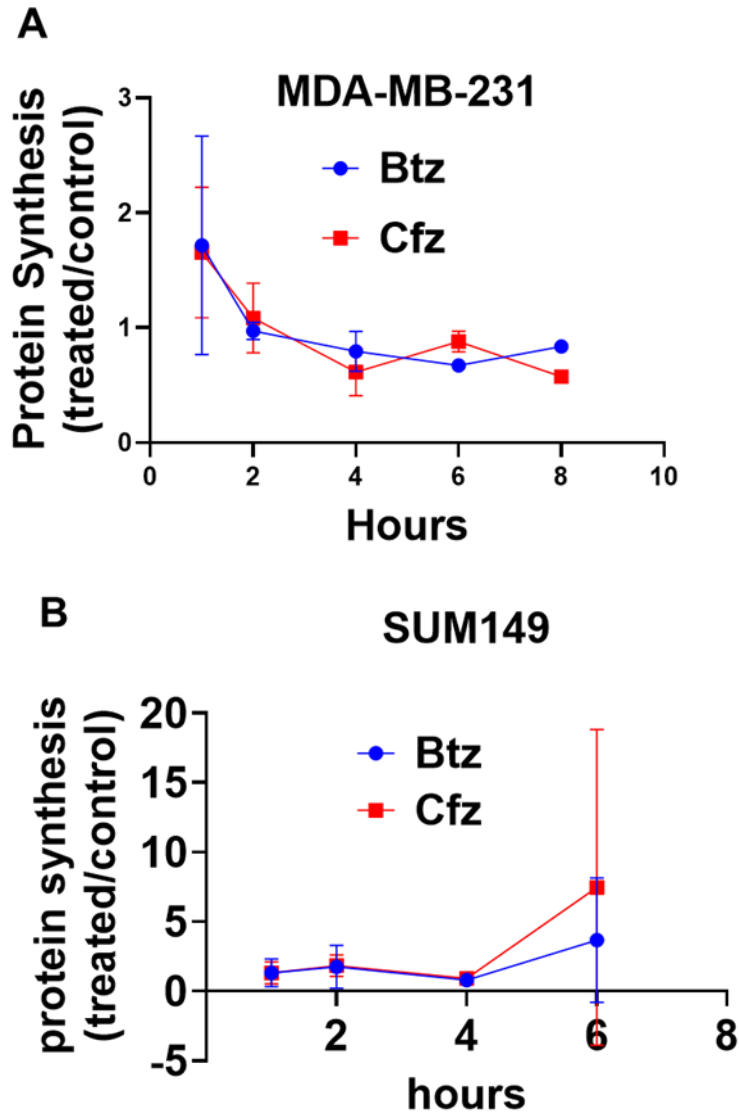 A
MDA-MB-231
Protein Synthesis
(treated/control)
3
2
1
0
Btz
Cfz
0 2 4 6 8 10
Hours
B
SUM149
protein synthesis
(treated/control)
20
15
10
5
0
-5
Btz
Cfz
2 4 6 8
hours